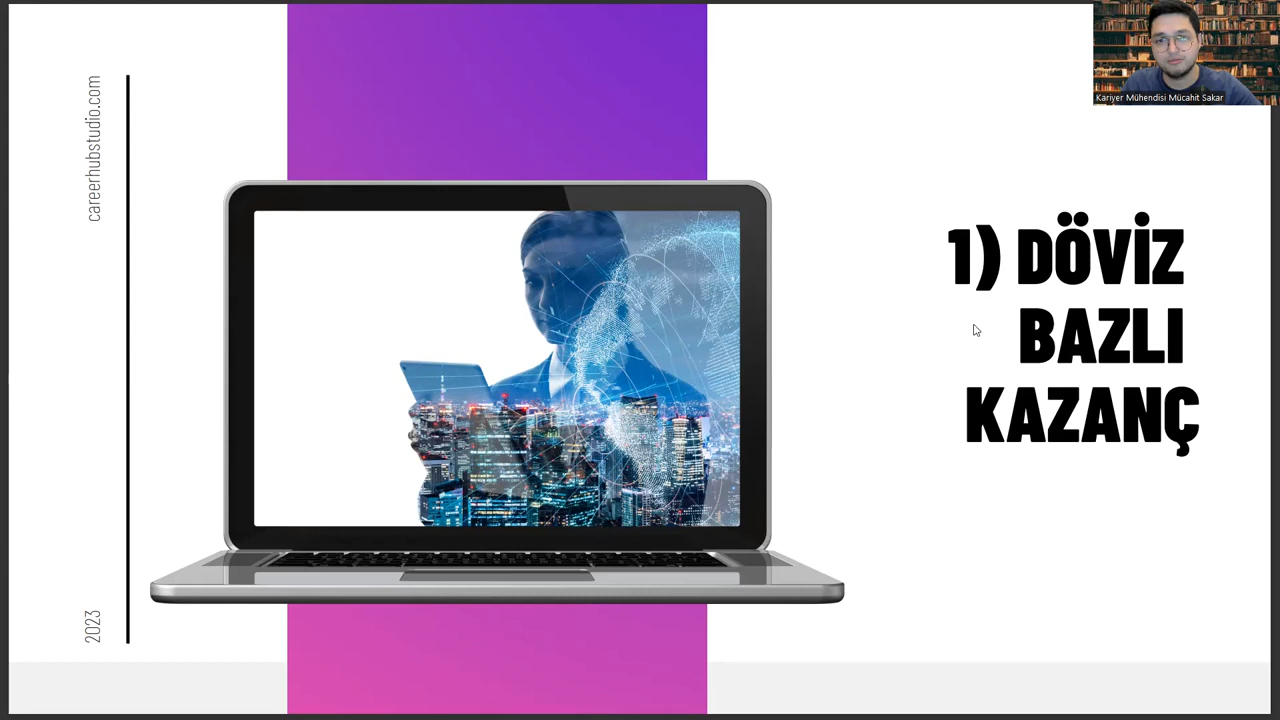 careerhubstudio.com
2023
1) DÖVİZ
BAZLI
KAZANÇ
Kariyer Mühendisi Mücahit Sakar